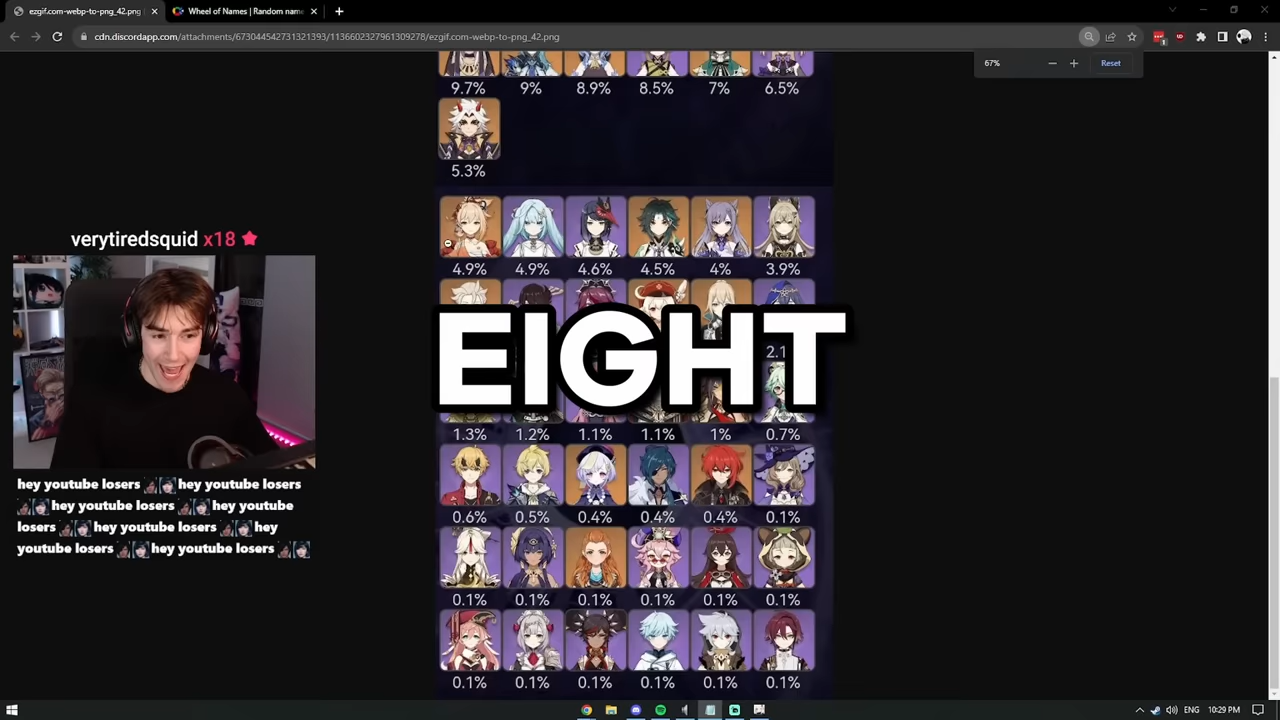 ezgif.com-webp-to-png_42.png (
Wheel of Names | Random name
cdn.discordapp.com/attachments/673044542731321393/1136602327961309278/ezgif.com-webp-to-png_42.png
67%
Reset
9.7% 9% 8.9% 8.5% 7% 6.5%
5.3%
4.9% 4.9% 4.6% 4.5% 4% 3.9%
verytiredsquid x18
EIGHT
2.1
1.3% 1.2% 1.1% 1.1% 1% 0.7%
0.6% 0.5% 0.4% 0.4% 0.4% 0.1%
0.1% 0.1% 0.1% 0.1% 0.1% 0.1%
0.1% 0.1% 0.1% 0.1% 0.1% 0.1%
hey youtube losers hey youtube losers
hey youtube losers hey youtube
losers hey youtube losers hey
youtube losers hey youtube losers
ENG 10:29 PM